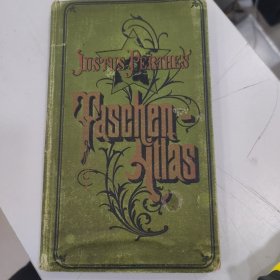 JUSTUS PERTHES'
Taschen-
Atlas